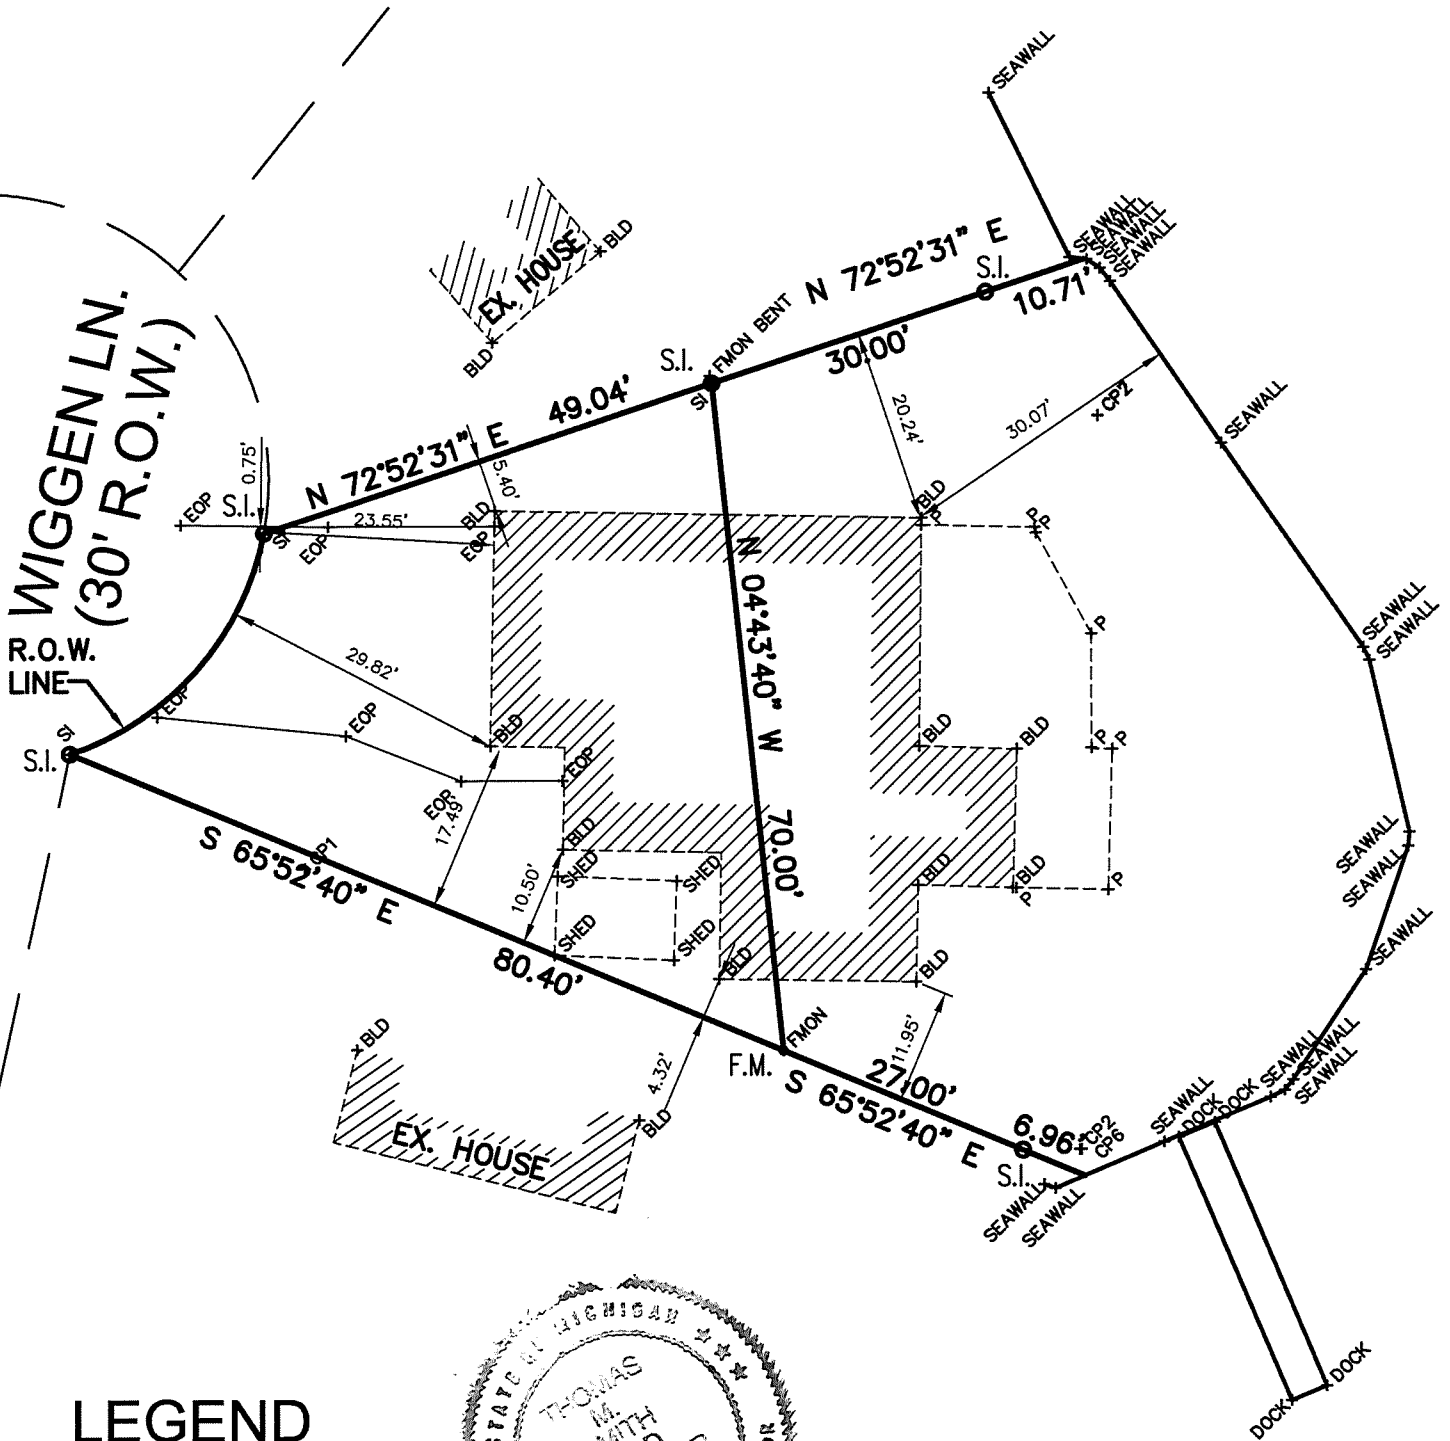 SEAWALL
SEAWALL
SEAWALL
SEAWALL
SEAWALL
BLD
EX. HOUSE
BLD
N 72°52'31" E
S.I.
10.71'
FMON BENT
S.I.
SI
30.00'
20.24'
30.07'
CP2
SEAWALL
WIGGEN LN.
(30' R.O.W.)
49.04'
N 72°52'31" E
0.75'
5.40'
EOP
S.I.
SI
EOP
23.55'
BLD
EOP
BLD
P
P
P
N 04°43'40" W
70.00'
P
SEAWALL
SEAWALL
R.O.W.
LINE
29.82'
EOP
SI
S.I.
EOP
BLD
EOP
EOP
17.49'
BLD
BLD
P
P
S 65°52'40" E
CP1
BLD
10.50'
SHED
SHED
SHED
SHED
80.40'
BLD
BLD
BLD
P
P
BLD
SEAWALL
SEAWALL
SEAWALL
BLD
EX. HOUSE
4.32'
BLD
F.M.
FMON
11.95'
27.00'
S 65°52'40" E
6.96'
CP2
CP6
S.I.
SEAWALL
SEAWALL
SEAWALL
DOCK
DOCK
SEAWALL
SEAWALL
SEAWALL
DOCK
DOCK
STATE OF MICHIGAN
THOMAS
M.
LEGEND